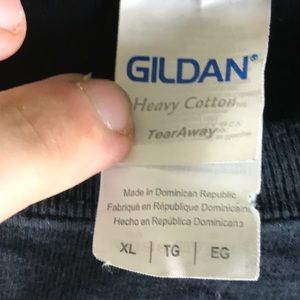 GILDAN®
Heavy Cotton
TearAway
Made in Dominican Republic
Fabriqué en République Dominicaine
Hecho en República Dominicana
XL | TG | EG